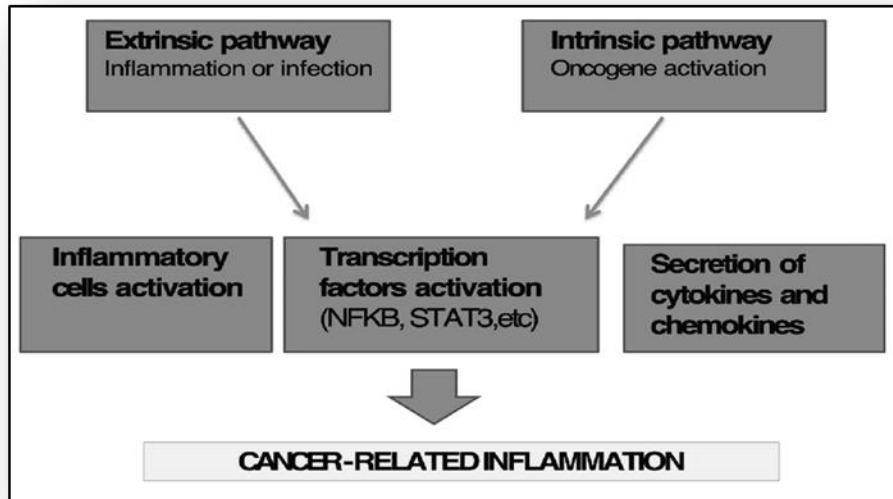 Extrinsic pathway
Inflammation or infection
Intrinsic pathway
Oncogene activation
Inflammatory
cells activation
Transcription
factors activation
(NFKB, STAT3,etc)
Secretion of
cytokines and
chemokines
CANCER-RELATED INFLAMMATION